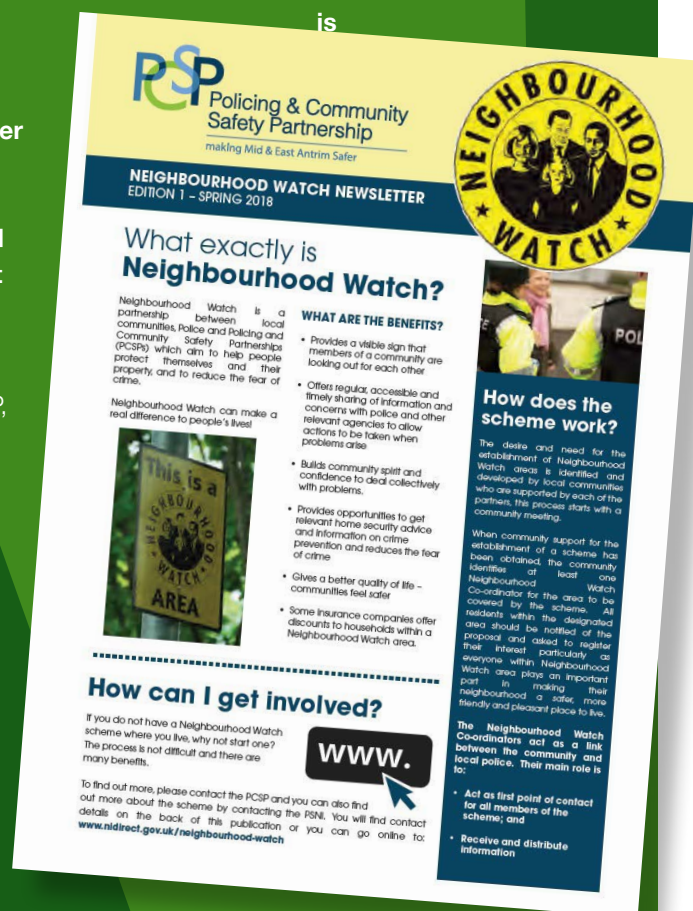 is
er
PCSP
Policing & Community
Safety Partnership
making Mid & East Antrim Safer
NEIGHBOURHOOD WATCH NEWSLETTER
EDITION 1 – SPRING 2018
NEIGHBOURHOOD
WATCH
What exactly is
Neighbourhood Watch?
Neighbourhood Watch is a
partnership between local
communities, Police and Policing and
Community Safety Partnerships
(PCSPs) which aim to help people
protect themselves and their
property, and to reduce the fear of
crime.
Neighbourhood Watch can make a
real difference to people's lives!
This is a
NEIGHBOURHOOD
WATCH
AREA
WHAT ARE THE BENEFITS?
• Provides a visible sign that
members of a community are
looking out for each other
• Offers regular, accessible and
timely sharing of information and
concerns with police and other
relevant agencies to allow
actions to be taken when
problems arise
• Builds community spirit and
confidence to deal collectively
with problems.
• Provides opportunities to get
relevant home security advice
and information on crime
prevention and reduces the fear
of crime
• Gives a better quality of life –
communities feel safer
• Some insurance companies offer
discounts to households within a
Neighbourhood Watch area.
POL
How does the
scheme work?
The desire and need for the
establishment of Neighbourhood
Watch areas is identified and
developed by local communities
who are supported by each of the
partners, this process starts with a
community meeting.
When community support for the
establishment of a scheme has
been obtained, the community
identifies at least one
Neighbourhood Watch
Co-ordinator for the area to be
covered by the scheme. All
residents within the designated
area should be notified of the
proposal and asked to register
their interest particularly as
everyone within Neighbourhood
Watch area plays an important
part in making their
neighbourhood a safer, more
friendly and pleasant place to live.
The Neighbourhood Watch
Co-ordinators act as a link
between the community and
local police. Their main role is
to:
• Act as first point of contact
for all members of the
scheme; and
• Receive and distribute
information
How can I get involved?
If you do not have a Neighbourhood Watch
scheme where you live, why not start one?
The process is not difficult and there are
many benefits.
www.
To find out more, please contact the PCSP and you can also find
out more about the scheme by contacting the PSNI. You will find contact
details on the back of this publication or you can go online to:
www.nidirect.gov.uk/neighbourhood-watch